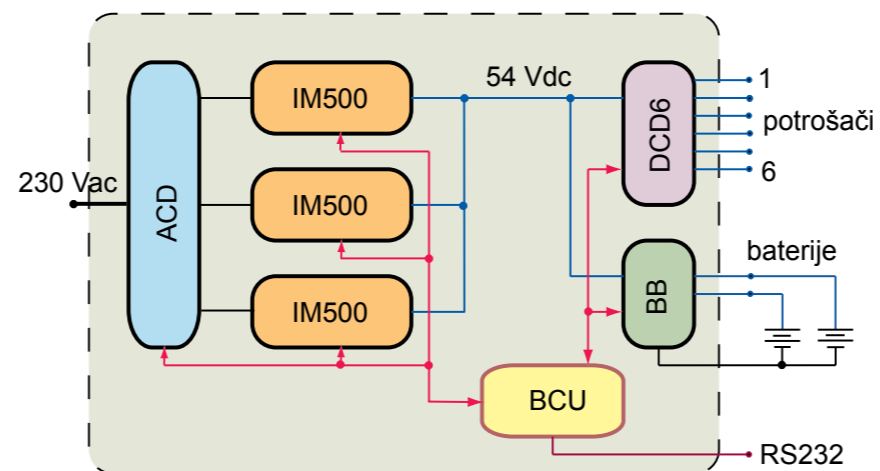 230 Vac
ACD
IM500
IM500
IM500
54 Vdc
DCD6
1
potrošači
6
BB
baterije
BCU
RS232